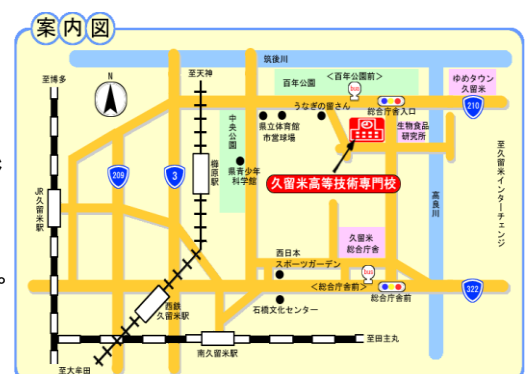 案内図
筑後川
至博多
N
至天神
百年公園
＜百年公園前＞
bus
ゆめタウン
久留米
210
うなぎの留さん
総合庁舎入口
中央公園
県立体育館
市営球場
生物食品
研究所
櫛原駅
県青少年
科学館
209
3
久留米高等技術専門校
至久留米インターチェンジ
JR久留米駅
高良川
久留米
総合庁舎
西日本
スポーツガーデン
bus
。
西鉄
久留米駅
＜総合庁舎前＞
総合庁舎前
322
石橋文化センター
南久留米駅
至田主丸
至大牟田